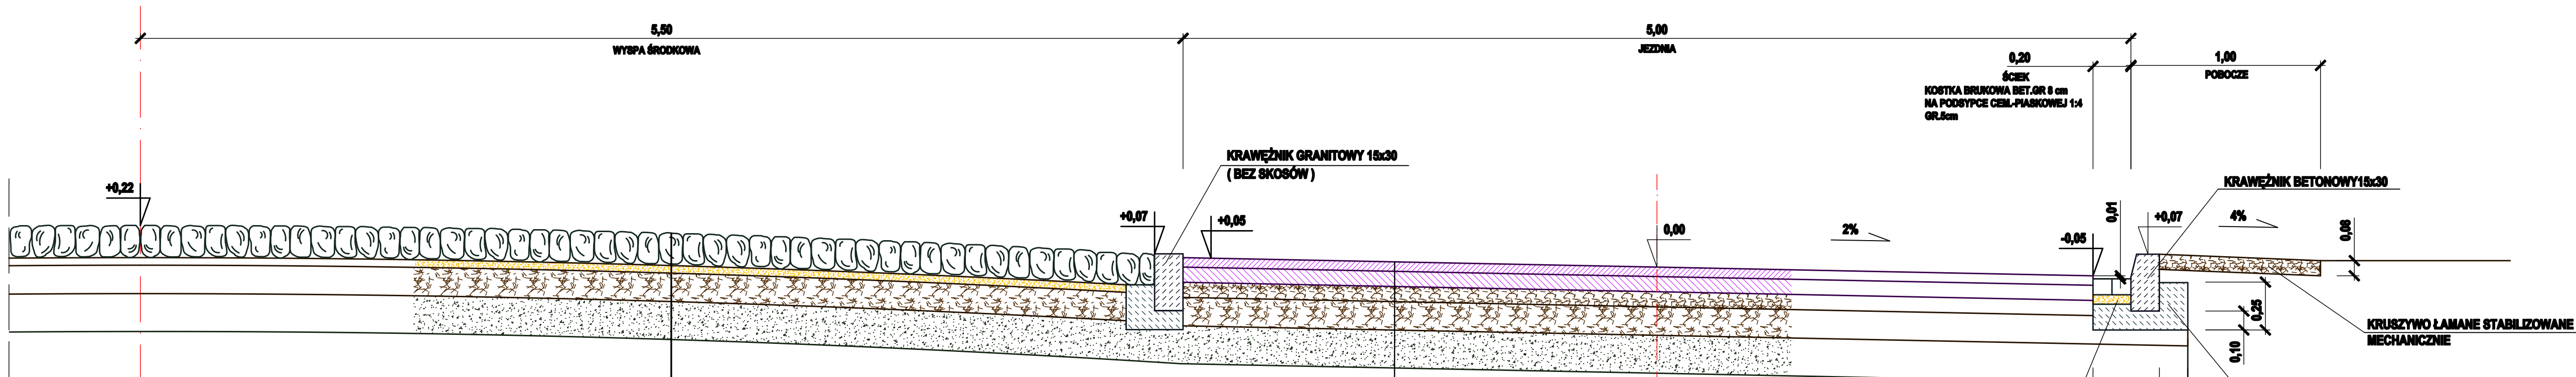 5,50
WYSPA ŚRODKOWA
5,00
JEZDNIA
0,20
ŚCIEK
KOSTKA BRUKOWA BET.GR 8 cm
NA PODSYPCE CEM.-PIASKOWEJ 1:4
GR.5cm
1,00
POBOCZE
KRAWĘŻNIK GRANITOWY 15x30
( BEZ SKOSÓW )
KRAWĘŻNIK BETONOWY15x30
+0,22
+0,07
+0,05
0,00
2%
-0,05
0,01
+0,07
4%
0,08
0,25
0,10
KRUSZYWO ŁAMANE STABILIZOWANE
MECHANICZNIE